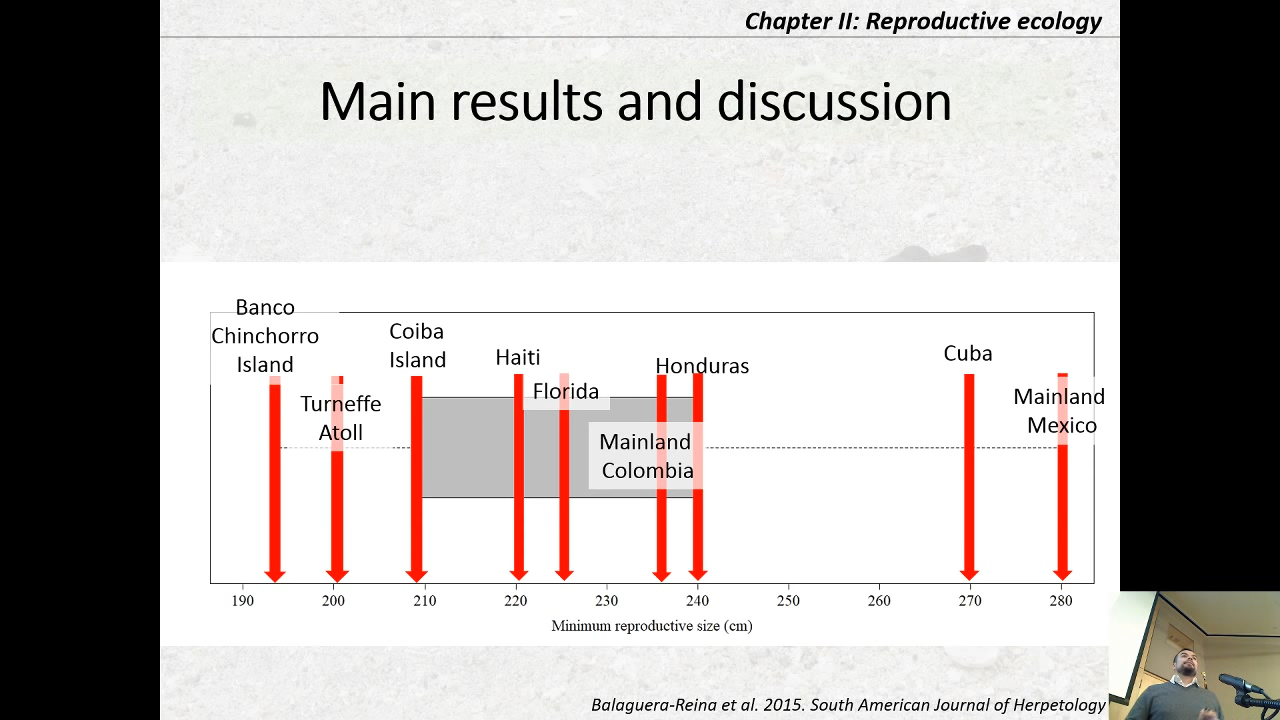 Chapter II: Reproductive ecology
Main results and discussion
Banco
Chinchorro
Island
Turneffe
Atoll
Coiba
Island
Haiti
Florida
Mainland
Colombia
Honduras
Cuba
Mainland
Mexico
190 200 210 220 230 240 250 260 270 280
Minimum reproductive size (cm)
Balaguera-Reina et al. 2015. South American Journal of Herpetology